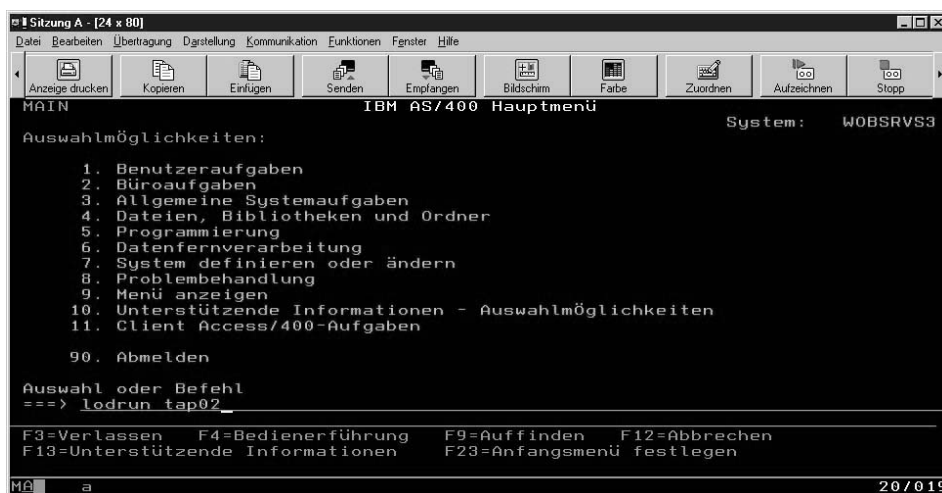 Sitzung A - [24 x 80]
Datei Bearbeiten Übertragung Darstellung Kommunikation Funktionen Fenster Hilfe
Anzeige drucken Kopieren Einfügen Senden Empfangen Bildschirm Farbe Zuordnen Aufzeichnen Stopp
MAIN IBM AS/400 Hauptmenü
System: WOBSRVS3
Auswahlmöglichkeiten:
1. Benutzeraufgaben
2. Büroaufgaben
3. Allgemeine Systemaufgaben
4. Dateien, Bibliotheken und Ordner
5. Programmierung
6. Datenfernverarbeitung
7. System definieren oder ändern
8. Problembehandlung
9. Menü anzeigen
10. Unterstützende Informationen - Auswahlmöglichkeiten
11. Client Access/400-Aufgaben
90. Abmelden
Auswahl oder Befehl
===> lodrun tap02_
F3=Verlassen F4=Bedienerführung F9=Auffinden F12=Abbrechen
F13=Unterstützende Informationen F23=Anfangsmenü festlegen
MA a 20/019